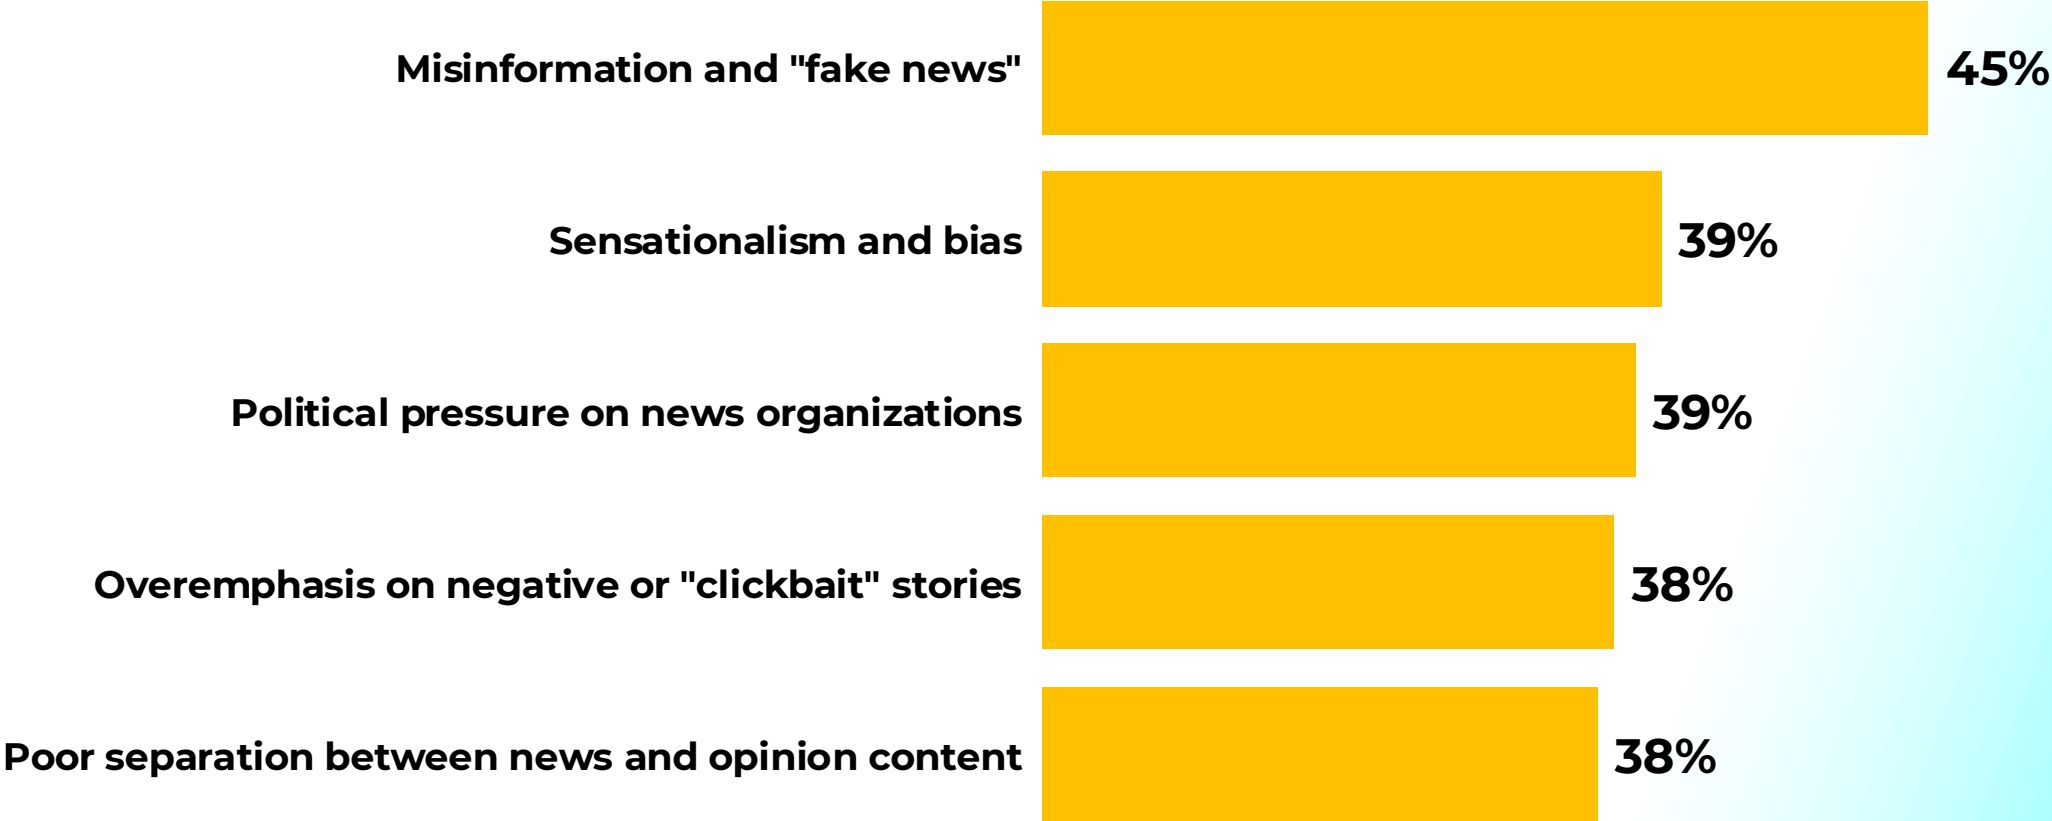 Misinformation and "fake news" 45%
Sensationalism and bias 39%
Political pressure on news organizations 39%
Overemphasis on negative or "clickbait" stories 38%
Poor separation between news and opinion content 38%